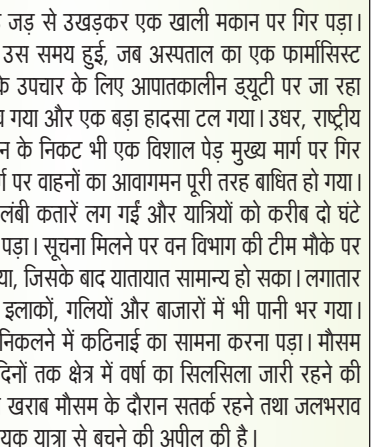 जड़ से उखड़कर एक खाली मकान पर गिर पड़ा।
उस समय हुई, जब अस्पताल का एक फार्मासिस्ट
के उपचार के लिए आपातकालीन ड्यूटी पर जा रहा
गया और एक बड़ा हादसा टल गया। उधर, राष्ट्रीय
के निकट भी एक विशाल पेड़ मुख्य मार्ग पर गिर
पर वाहनों का आवागमन पूरी तरह बाधित हो गया।
लंबी कतारें लग गईं और यात्रियों को करीब दो घंटे
पड़ा। सूचना मिलने पर वन विभाग की टीम मौके पर
जिसके बाद यातायात सामान्य हो सका। लगातार
इलाकों, गलियों और बाजारों में भी पानी भर गया।
निकलने में कठिनाई का सामना करना पड़ा। मौसम
दिनों तक क्षेत्र में वर्षा का सिलसिला जारी रहने की
खराब मौसम के दौरान सतर्क रहने तथा जलभराव
यात्रा से बचने की अपील की है।